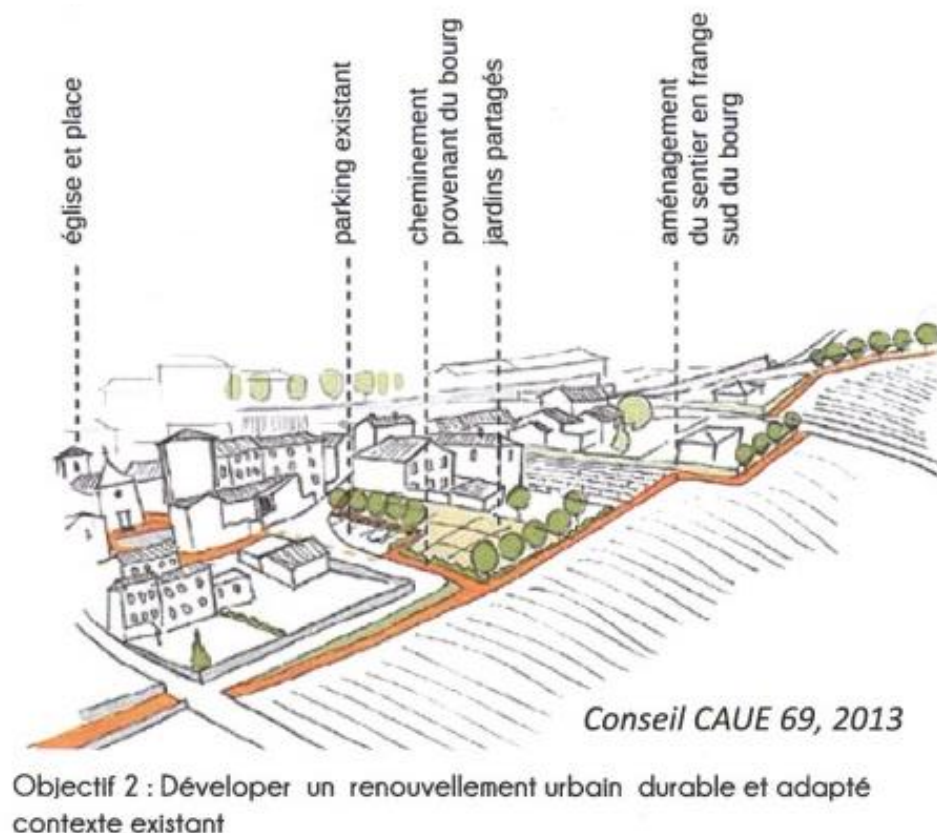 église et place
parking existant
cheminement
provenant du bourg
jardins partagés
aménagement
du sentier en frange
sud du bourg
Conseil CAUE 69, 2013
Objectif 2 : Développer un renouvellement urbain durable et adapté
contexte existant